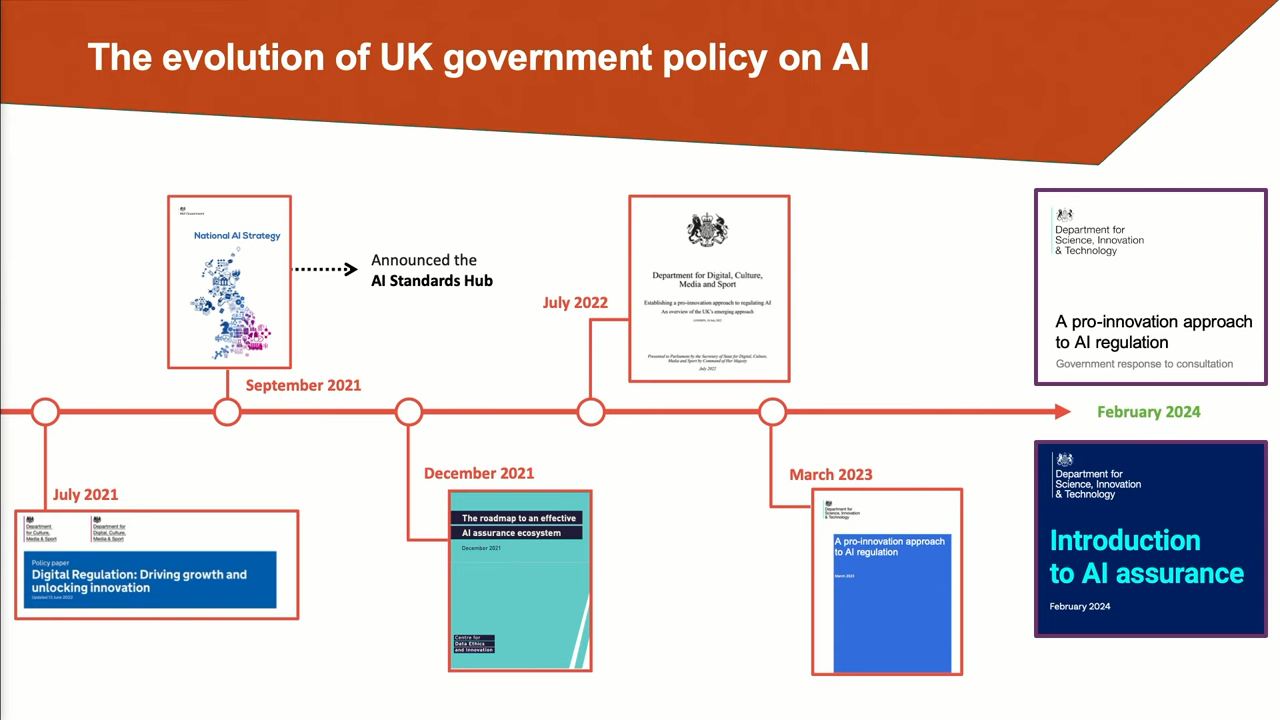 The evolution of UK government policy on AI
HM Government
National AI Strategy
Announced the
AI Standards Hub
September 2021
July 2022
Department for Digital, Culture,
Media and Sport
Establishing a pro-innovation approach to regulating AI
An overview of the UK's emerging approach
Presented to Parliament by the Secretary of State for Digital, Culture,
Media and Sport by Command of Her Majesty
July 2022
Department for
Science, Innovation
& Technology
A pro-innovation approach
to AI regulation
Government response to consultation
February 2024
July 2021
Department
for Culture,
Media & Sport
Department for
Digital, Culture,
Media & Sport
Policy paper
Digital Regulation: Driving growth and
unlocking innovation
December 2021
The roadmap to an effective
AI assurance ecosystem
December 2021
Centre for
Data Ethics
and Innovation
March 2023
Department for
Science, Innovation
& Technology
A pro-innovation approach
to AI regulation
March 2023
Department for
Science, Innovation
& Technology
Introduction
to AI assurance
February 2024